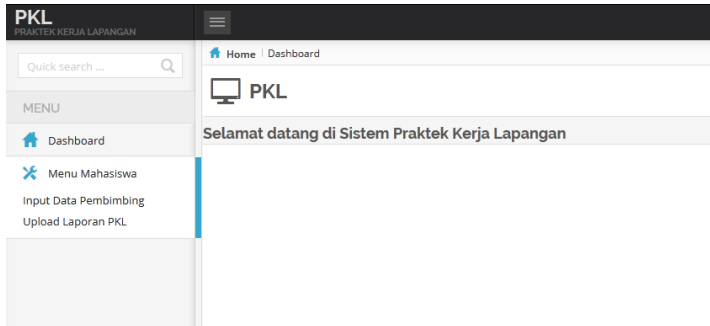 PKL
PRAKTEK KERJA LAPANGAN
Quick search ...
MENU
Dashboard
Menu Mahasiswa
Input Data Pembimbing
Upload Laporan PKL
Home Dashboard
PKL
Selamat datang di Sistem Praktek Kerja Lapangan